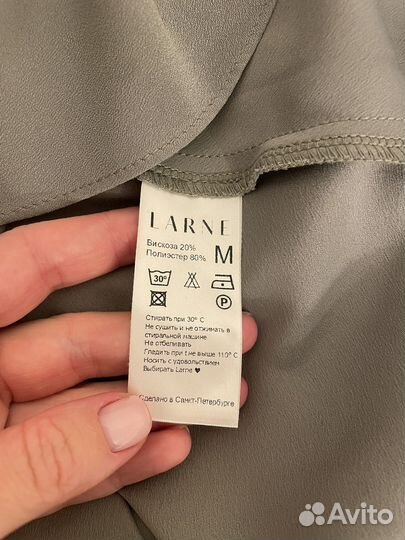 LARNE
Вискоза 20%
Полиэстер 80%
M
30°
P
Стирать при 30° С
Не сушить и не отжимать в
стиральной машине
Не отбеливать
Гладить при t не выше 110° С
Носить с удовольствием
Выбирать Larne ♥
Сделано в Санкт-Петербурге
Avito